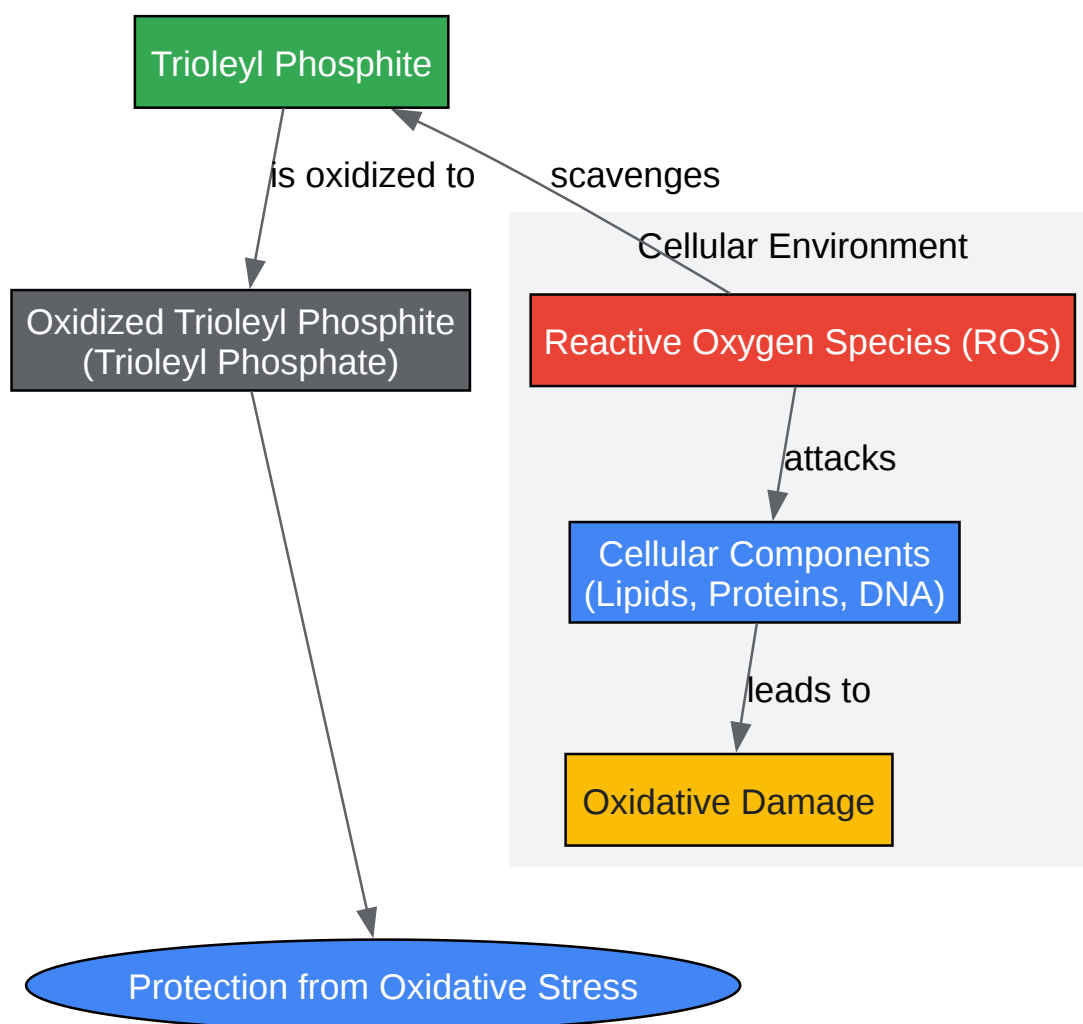 Trioleyl Phosphite
is oxidized to
scavenges
Cellular Environment
Oxidized Trioleyl Phosphite
(Trioleyl Phosphate)
Reactive Oxygen Species (ROS)
attacks
Cellular Components
(Lipids, Proteins, DNA)
leads to
Oxidative Damage
Protection from Oxidative Stress